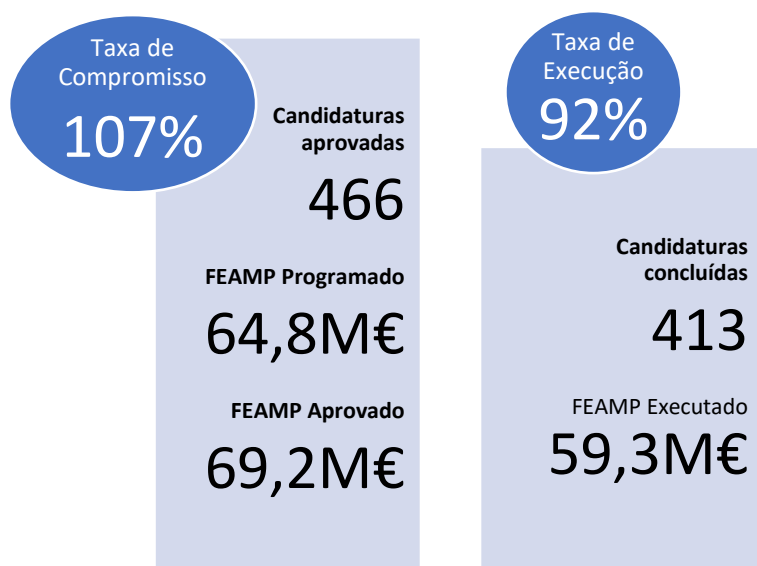 Taxa de
Compromisso
107%
Candidaturas
aprovadas
466
FEAMP Programado
64,8M€
FEAMP Aprovado
69,2M€
Taxa de
Execução
92%
Candidaturas
concluídas
413
FEAMP Executado
59,3M€